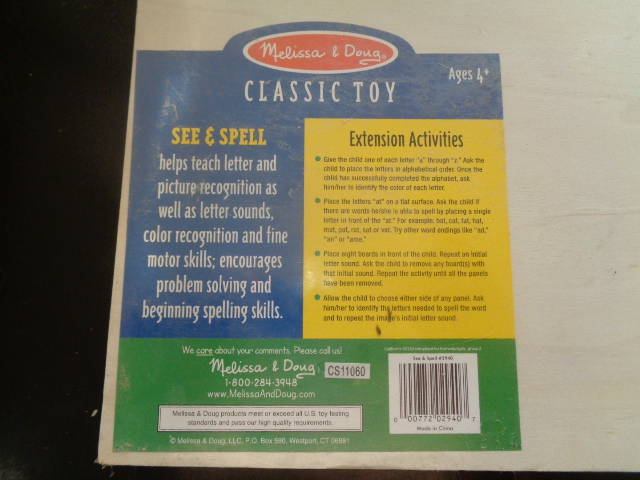 Melissa & Doug®
CLASSIC TOY
Ages 4+
SEE & SPELL
helps teach letter and
picture recognition as
well as letter sounds,
color recognition and fine
motor skills; encourages
problem solving and
beginning spelling skills.
Extension Activities
Give the child one of each letter "a" through "z." Ask the
child to place the letters in alphabetical order. Once the
child has successfully completed the alphabet, ask
him/her to identify the color of each letter.
Place the letters "at" on a flat surface. Ask the child if
there are words he/she is able to spell by placing a single
letter in front of the "at." For example: bat, cat, fat, hat,
mat, pat, rat, sat or vat. Try other word endings like "ad,"
"an" or "ame."
Place eight boards in front of the child. Repeat an initial
letter sound. Ask the child to remove any board(s) with
that initial sound. Repeat the activity until all the panels
have been removed.
Allow the child to choose either side of any panel. Ask
him/her to identify the letters needed to spell the word
and to repeat the image's initial letter sound.
We care about your comments. Please call us!
Melissa & Doug
CS11060
1-800-284-3948
www.MelissaAndDoug.com
Melissa & Doug products meet or exceed all U.S. toy testing
standards and pass our high quality requirements.
© Melissa & Doug, LLC, P.O. Box 590, Westport, CT 06881
See & Spell #2940
0 00772 02940 7
Made in China